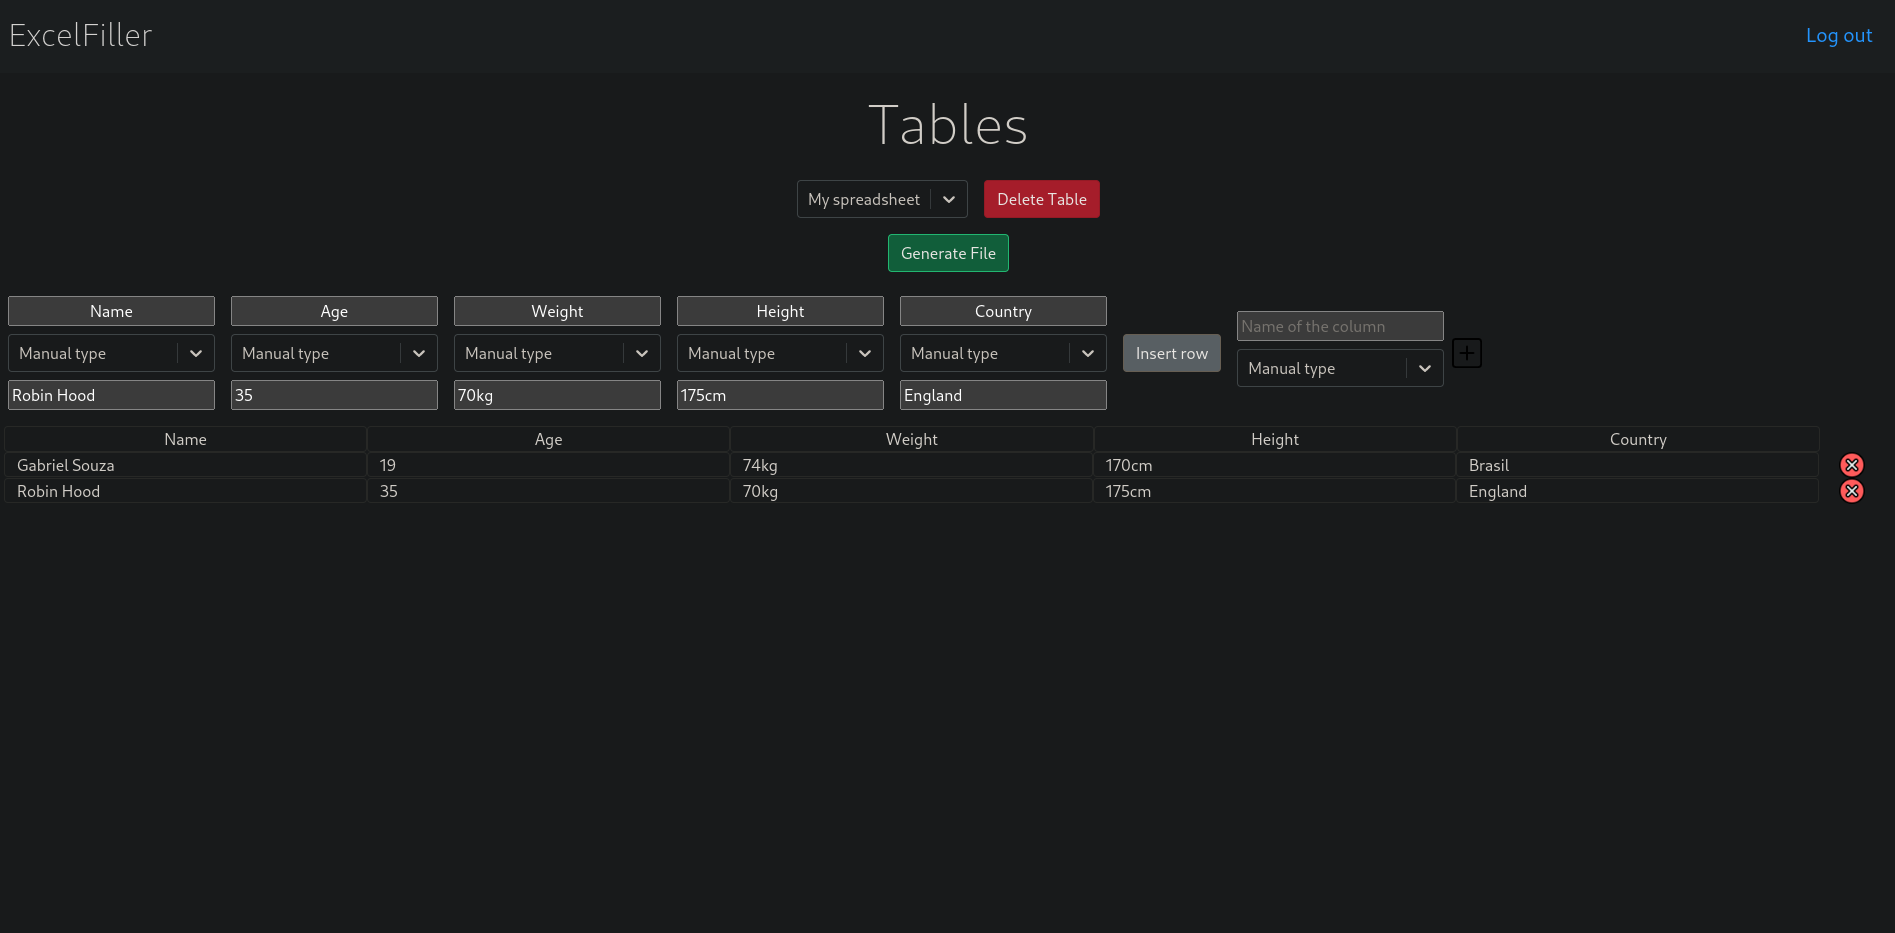 ExcelFiller Log out
Tables
My spreadsheet Delete Table
Generate File
Name Age Weight Height Country
Name of the column
Manual type Manual type Manual type Manual type Manual type Insert row
Manual type
Robin Hood 35 70kg 175cm England
Name Age Weight Height Country
Gabriel Souza 19 74kg 170cm Brasil
Robin Hood 35 70kg 175cm England